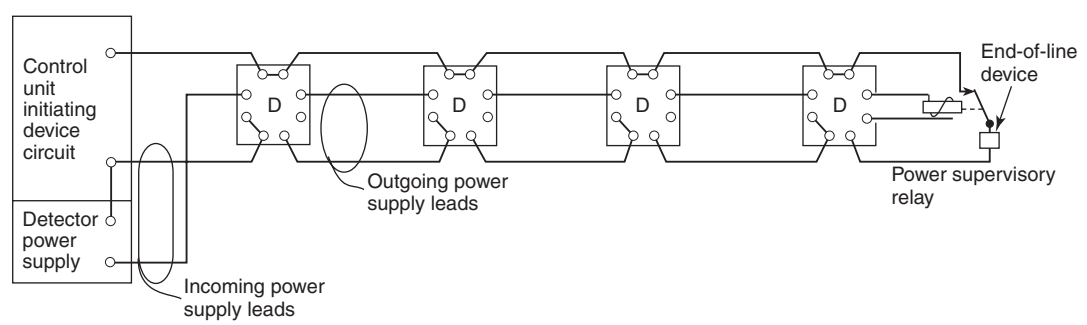 Control
unit
initiating
device
circuit
Detector
power
supply
D
D
D
D
End-of-line
device
Outgoing power
supply leads
Power supervisory
relay
Incoming power
supply leads